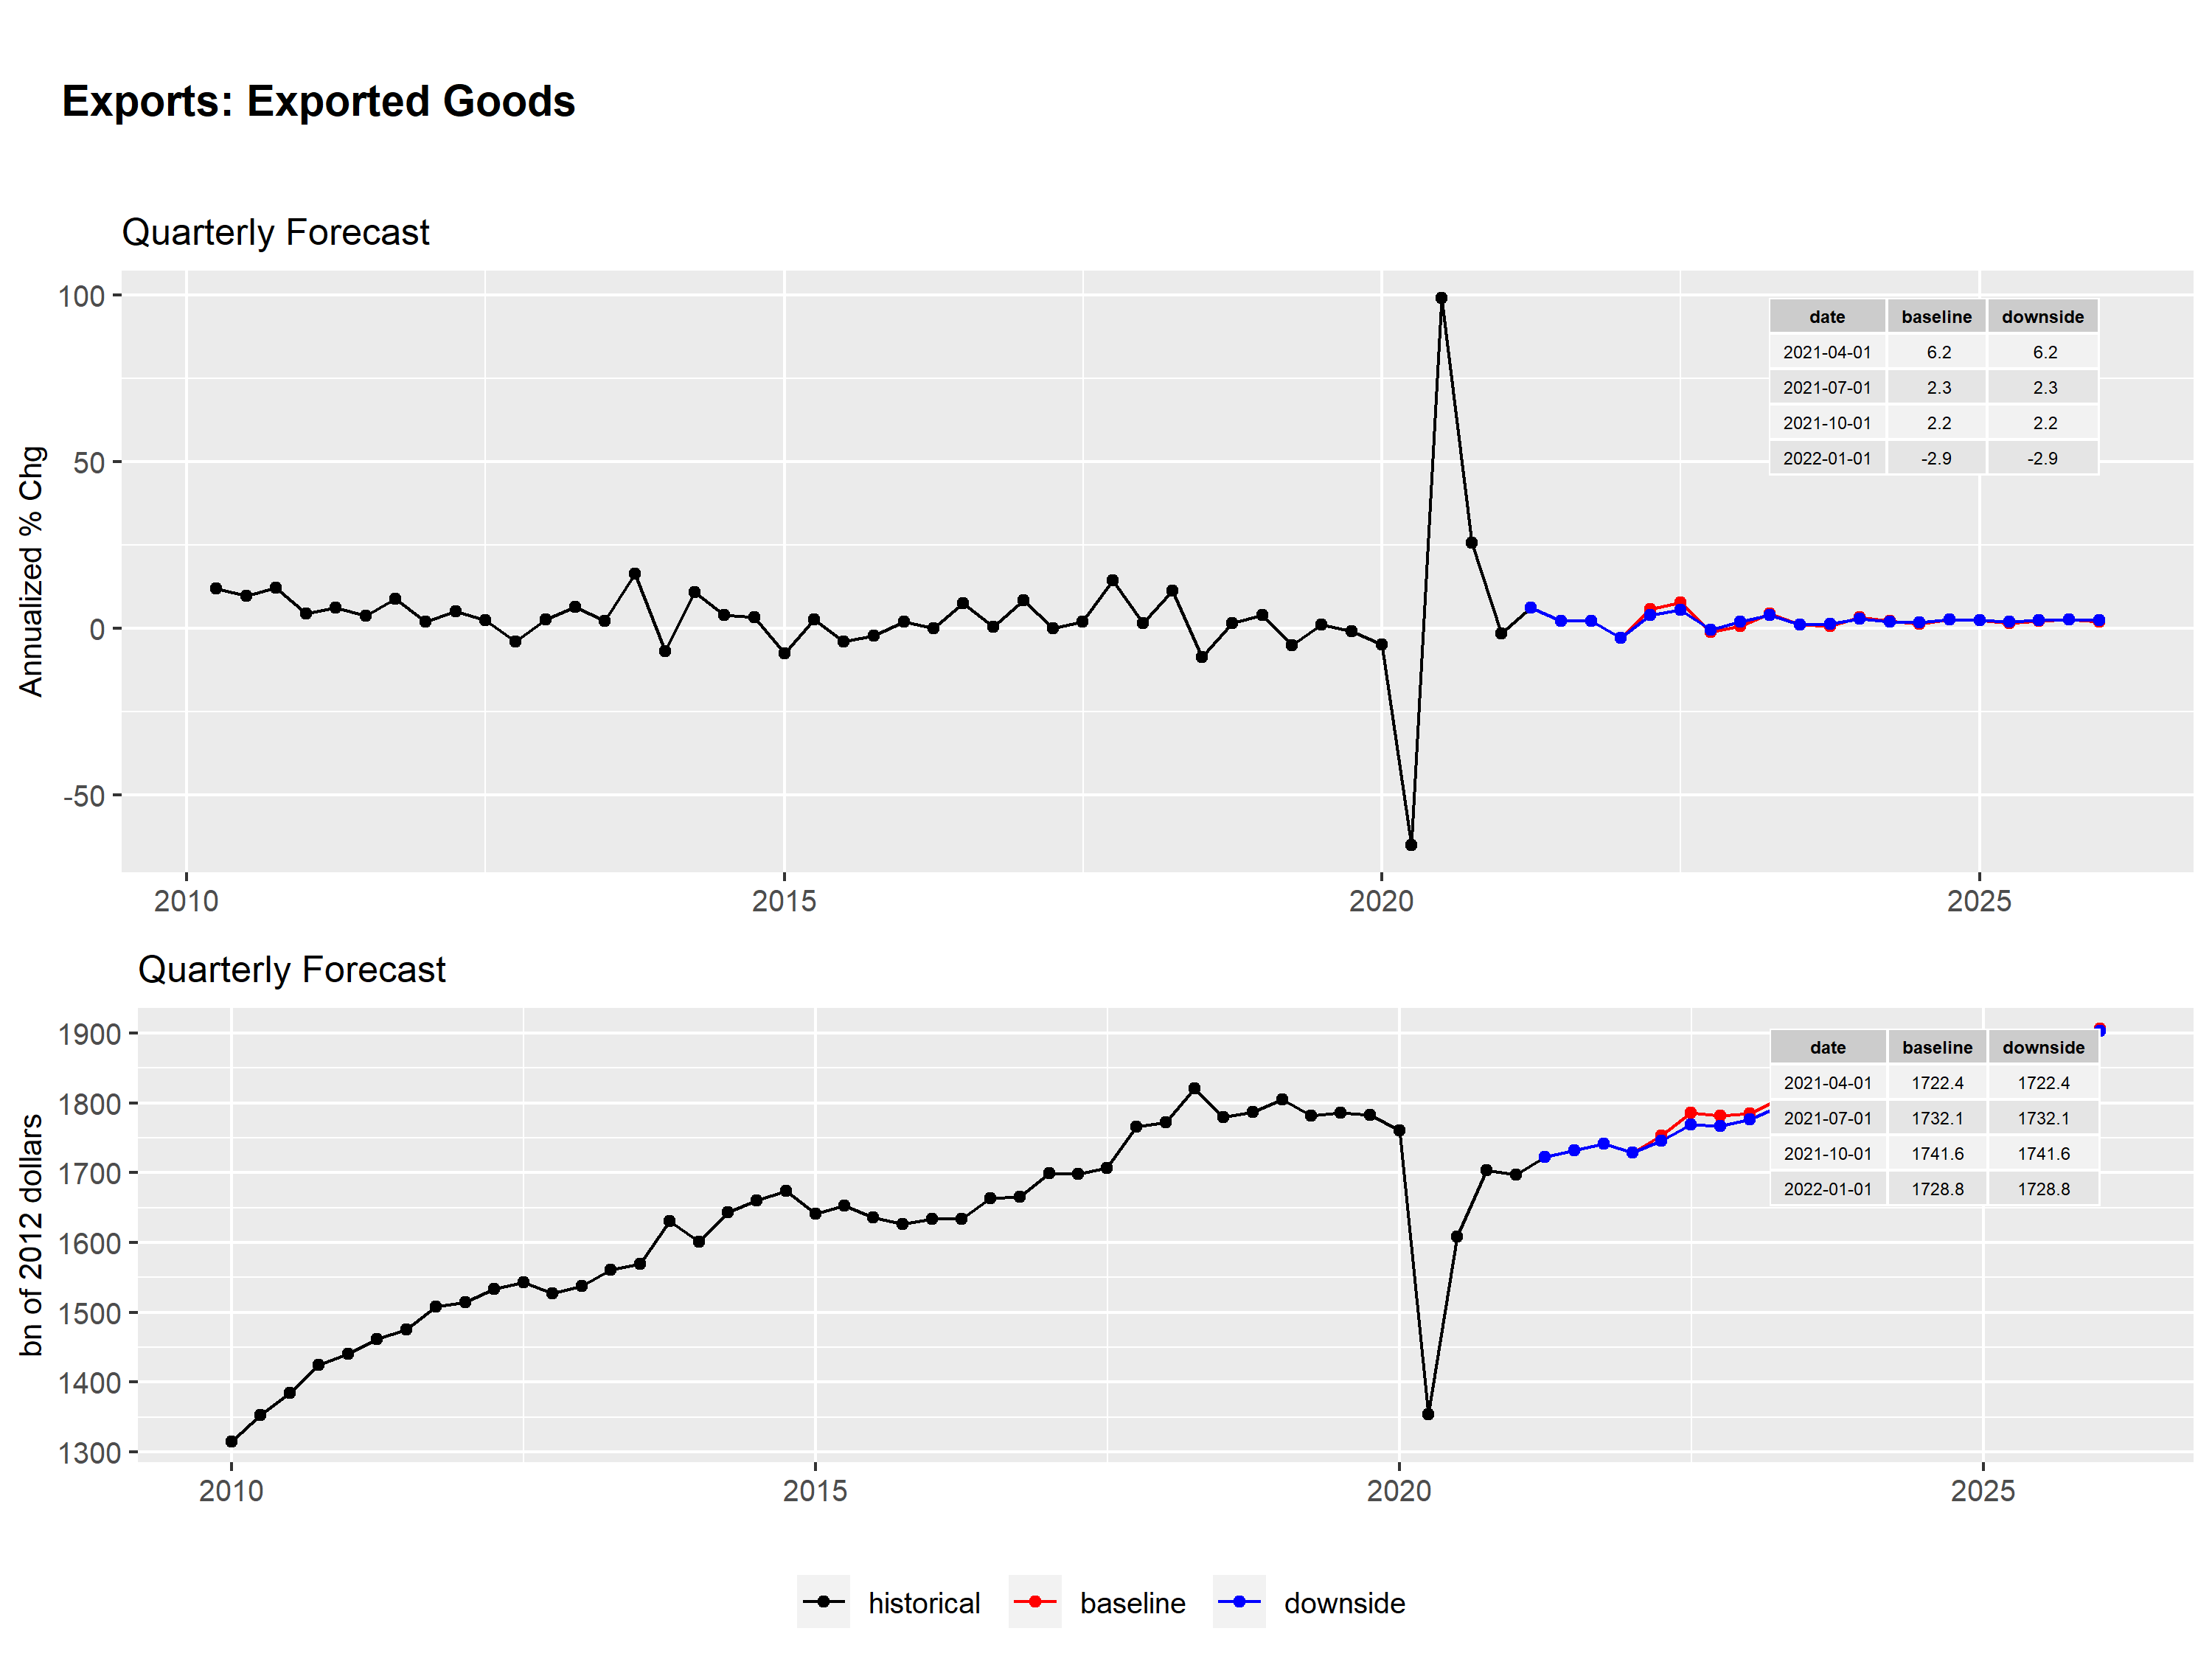 Exports: Exported Goods
Quarterly Forecast
Annualized % Chg
100
50
0
-50
date baseline downside
2021-04-01 6.2 6.2
2021-07-01 2.3 2.3
2021-10-01 2.2 2.2
2022-01-01 -2.9 -2.9
2010 2015 2020 2025
Quarterly Forecast
bn of 2012 dollars
1900
1800
1700
1600
1500
1400
1300
date baseline downside
2021-04-01 1722.4 1722.4
2021-07-01 1732.1 1732.1
2021-10-01 1741.6 1741.6
2022-01-01 1728.8 1728.8
2010 2015 2020 2025
historical baseline downside